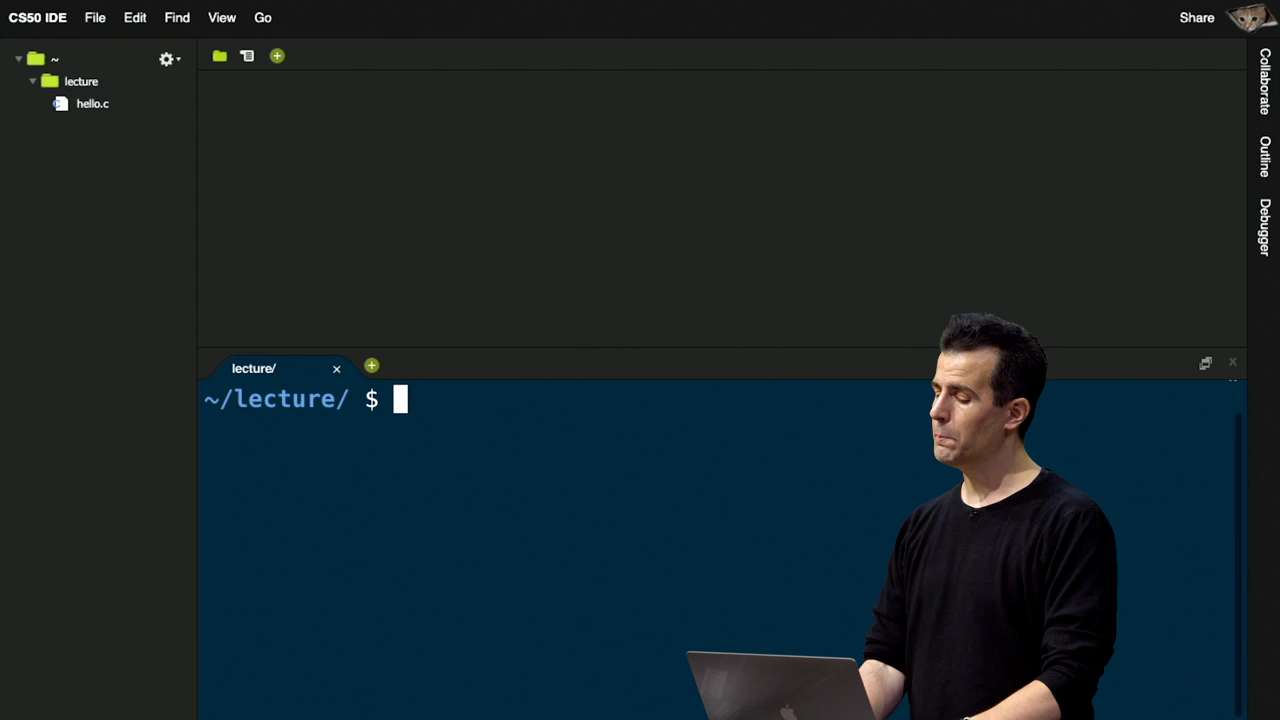 CS50 IDE File Edit Find View Go Share
~
lecture
hello.c
Collaborate
Outline
Debugger
lecture/
~/lecture/ $